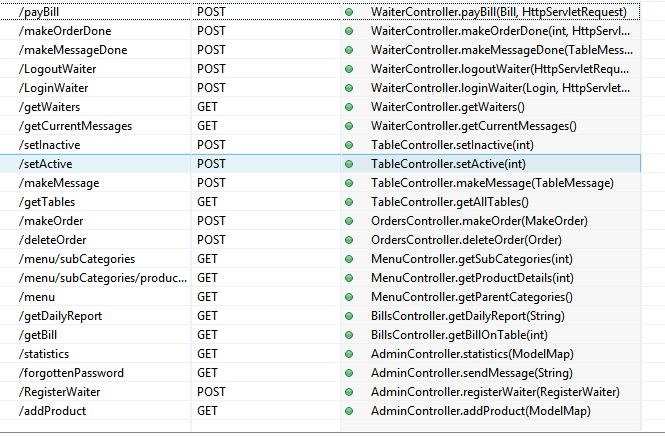 /payBill POST WaiterController.payBill(Bill, HttpServletRequest)
/makeOrderDone POST WaiterController.makeOrderDone(int, HttpServl...
/makeMessageDone POST WaiterController.makeMessageDone(TableMess...
/LogoutWaiter POST WaiterController.logoutWaiter(HttpServletRequ...
/LoginWaiter POST WaiterController.loginWaiter(Login, HttpServlet...
/getWaiters GET WaiterController.getWaiters()
/getCurrentMessages GET WaiterController.getCurrentMessages()
/setInactive POST TableController.setInactive(int)
/setActive POST TableController.setActive(int)
/makeMessage POST TableController.makeMessage(TableMessage)
/getTables GET TableController.getAllTables()
/makeOrder POST OrdersController.makeOrder(MakeOrder)
/deleteOrder POST OrdersController.deleteOrder(Order)
/menu/subCategories GET MenuController.getSubCategories(int)
/menu/subCategories/produc... GET MenuController.getProductDetails(int)
/menu GET MenuController.getParentCategories()
/getDailyReport GET BillsController.getDailyReport(String)
/getBill GET BillsController.getBillOnTable(int)
/statistics GET AdminController.statistics(ModelMap)
/forgottenPassword GET AdminController.sendMessage(String)
/RegisterWaiter POST AdminController.registerWaiter(RegisterWaiter)
/addProduct GET AdminController.addProduct(ModelMap)